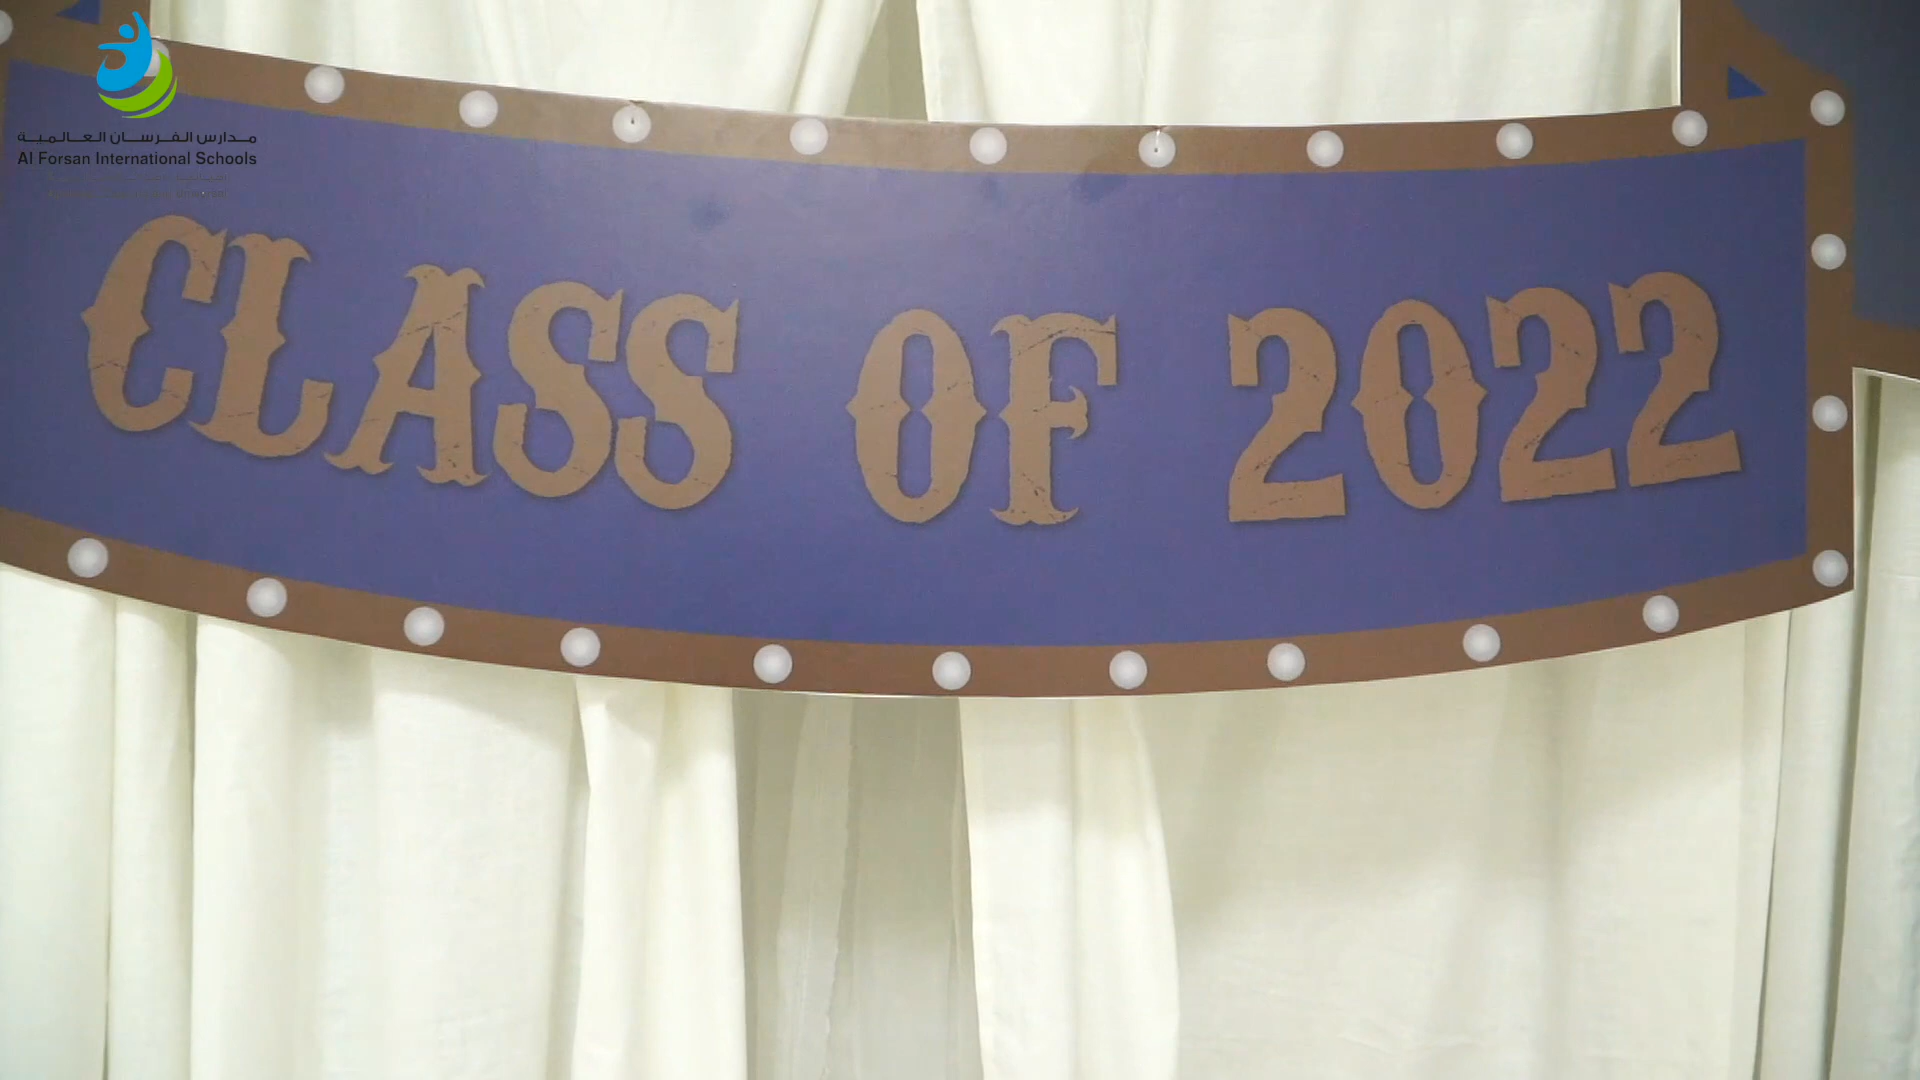 مدارس الفرسان العالمية
Al Forsan International Schools
CLASS OF 2022